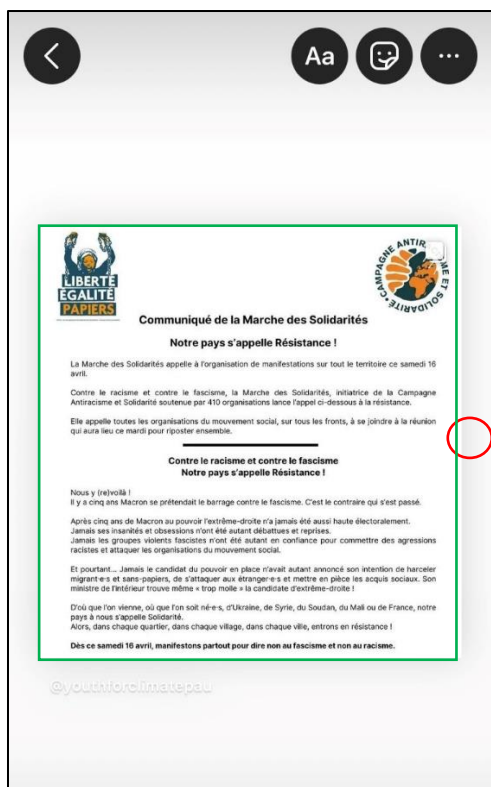 Aa
LIBERTÉ
ÉGALITÉ
PAPIERS
CAMPAGNE ANTIRACISME ET SOLIDARITÉ
Communiqué de la Marche des Solidarités
Notre pays s'appelle Résistance !
La Marche des Solidarités appelle à l'organisation de manifestations sur tout le territoire ce samedi 16
avril.
Contre le racisme et contre le fascisme, la Marche des Solidarités, initiatrice de la Campagne
Antiracisme et Solidarité soutenue par 410 organisations lance l'appel ci-dessous à la résistance.
Elle appelle toutes les organisations du mouvement social, sur tous les fronts, à se joindre à la réunion
qui aura lieu ce mardi pour riposter ensemble.
Contre le racisme et contre le fascisme
Notre pays s'appelle Résistance !
Nous y (re)voilà !
Il y a cinq ans Macron se prétendait le barrage contre le fascisme. C'est le contraire qui s'est passé.
Après cinq ans de Macron au pouvoir l'extrême-droite n'a jamais été aussi haute électoralement.
Jamais ses insanités et obsessions n'ont été autant débattues et reprises.
Jamais les groupes violents fascistes n'ont été autant en confiance pour commettre des agressions
racistes et attaquer les organisations du mouvement social.
Et pourtant... Jamais le candidat du pouvoir en place n'avait autant annoncé son intention de harceler
migrant·e·s et sans-papiers, de s'attaquer aux étranger·e·s et mettre en pièce les acquis sociaux. Son
ministre de l'intérieur trouve même « trop molle » la candidate d'extrême-droite !
D'où que l'on vienne, où que l'on soit né·e·s, d'Ukraine, de Syrie, du Soudan, du Mali ou de France, notre
pays à nous s'appelle Solidarité.
Alors, dans chaque quartier, dans chaque village, dans chaque ville, entrons en résistance !
Dès ce samedi 16 avril, manifestons partout pour dire non au fascisme et non au racisme.
@youthforclimatepau